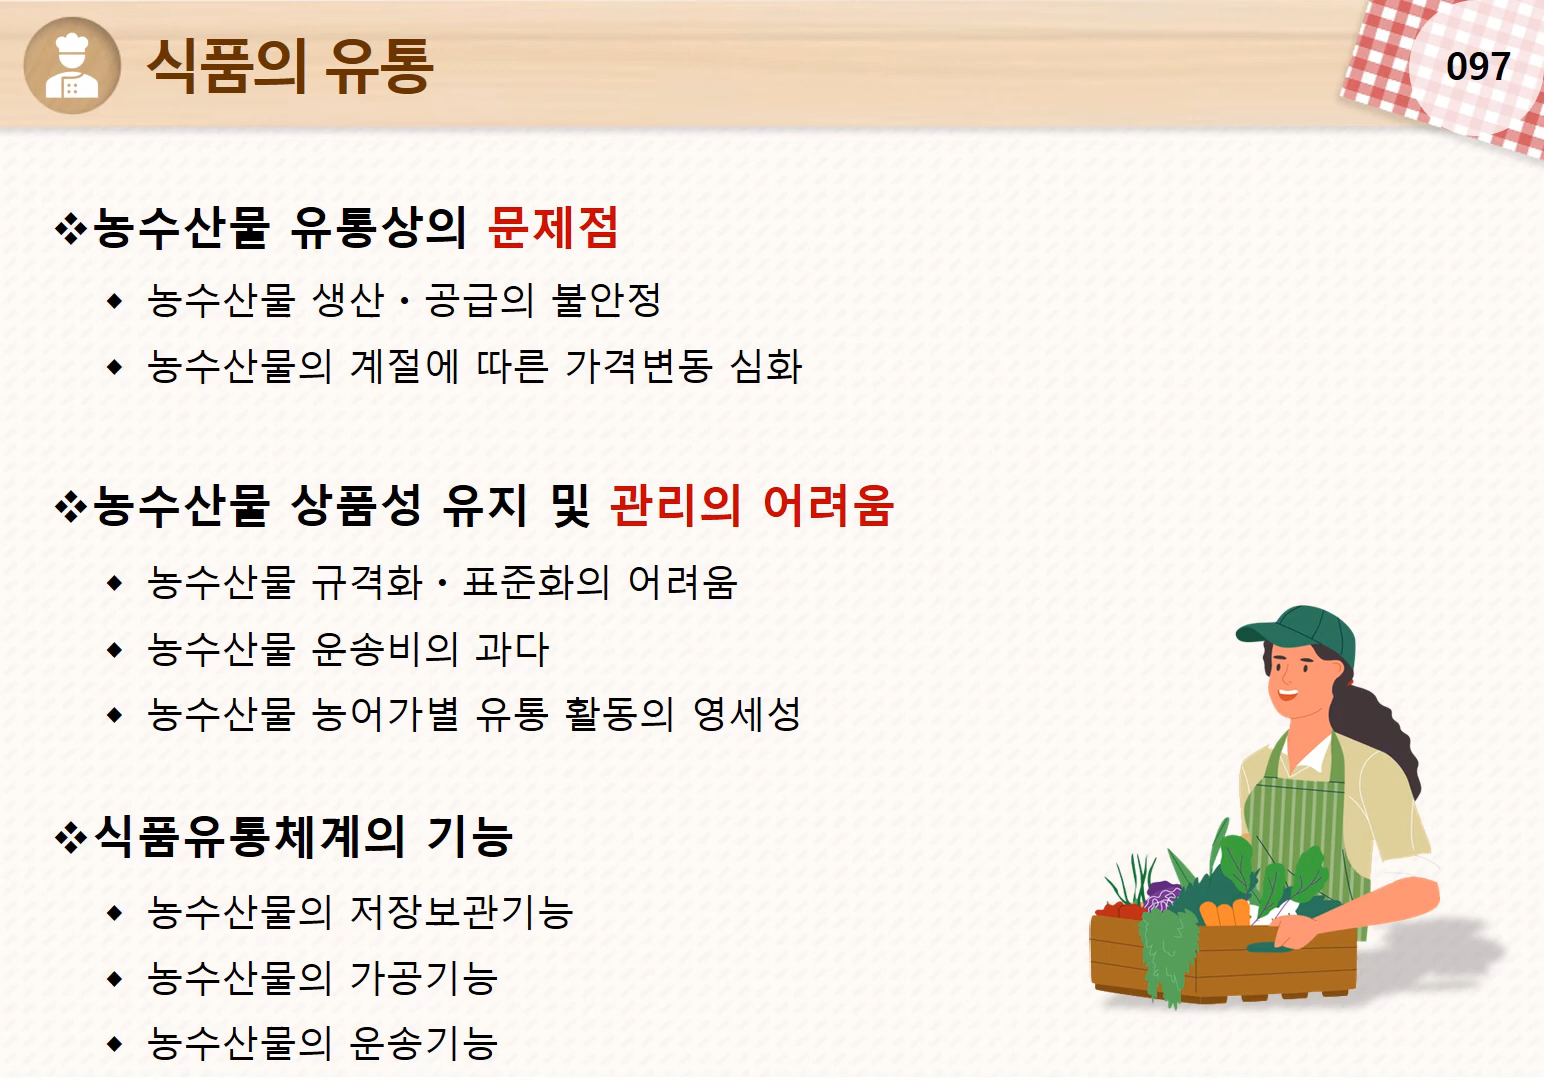 식품의 유통
097
❖농수산물 유통상의 문제점
◆ 농수산물 생산・공급의 불안정
◆ 농수산물의 계절에 따른 가격변동 심화
❖농수산물 상품성 유지 및 관리의 어려움
◆ 농수산물 규격화・표준화의 어려움
◆ 농수산물 운송비의 과다
◆ 농수산물 농어가별 유통 활동의 영세성
❖식품유통체계의 기능
◆ 농수산물의 저장보관기능
◆ 농수산물의 가공기능
◆ 농수산물의 운송기능